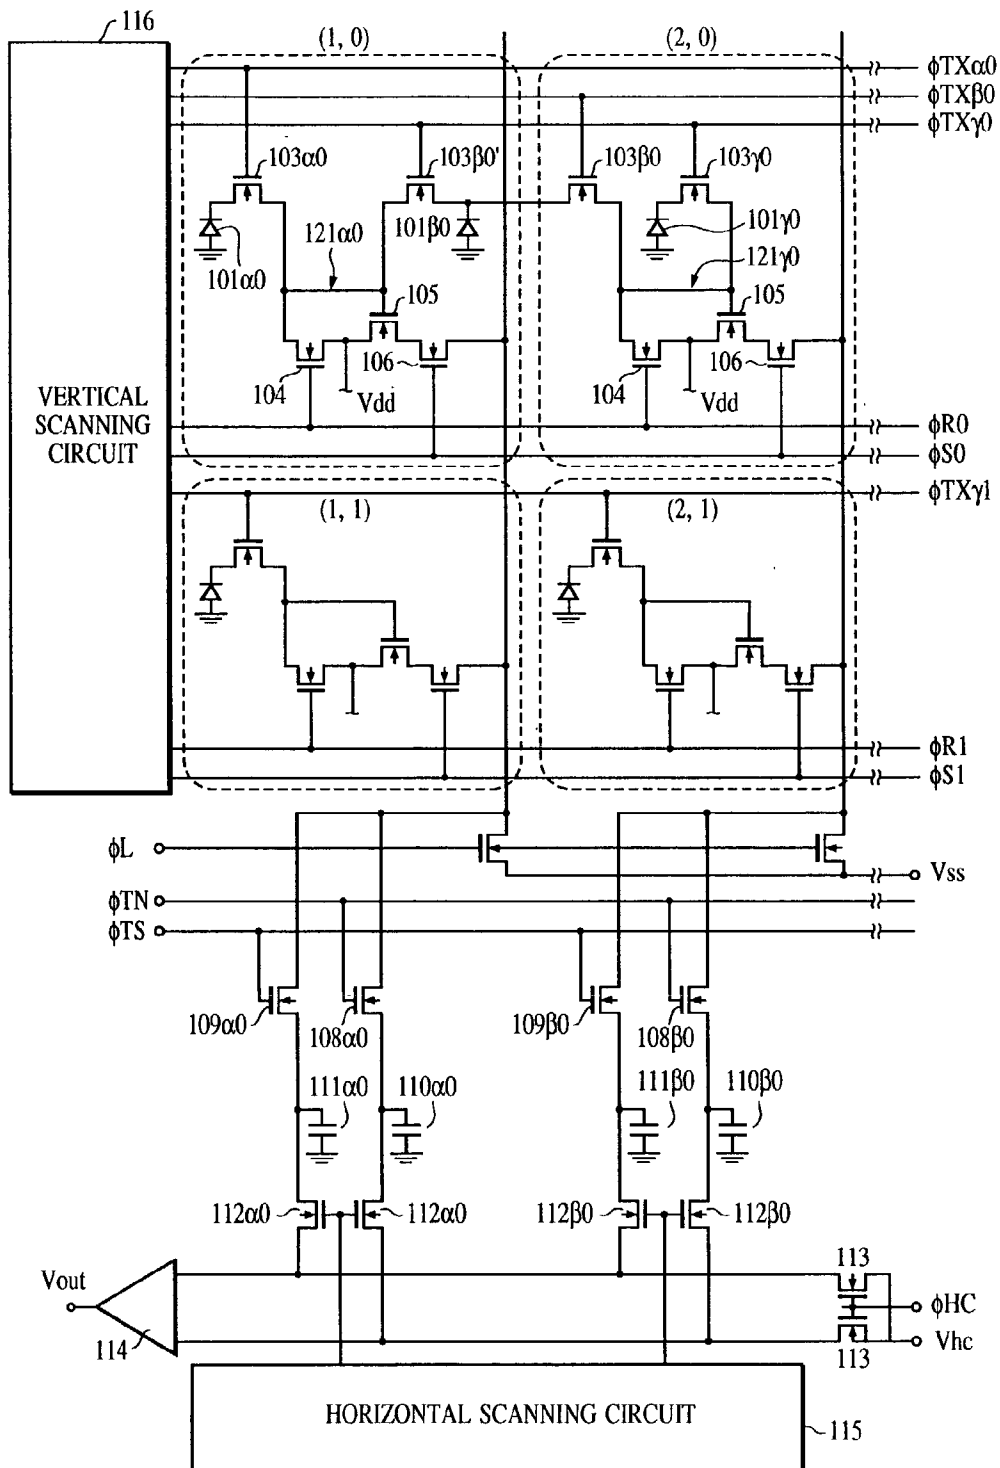 116
(1, 0)
(2, 0)
ϕTXα0
ϕTXβ0
ϕTXγ0
103α0
103β0'
103β0
103γ0
101α0
121α0
101β0
101γ0
121γ0
105
105
106
106
104
Vdd
104
Vdd
VERTICAL
SCANNING
CIRCUIT
ϕR0
ϕS0
ϕTXγ1
(1, 1)
(2, 1)
ϕR1
ϕS1
ϕL
Vss
ϕTN
ϕTS
109α0
108α0
109β0
108β0
111α0
110α0
111β0
110β0
112α0
112α0
112β0
112β0
Vout
113
ϕHC
114
113
Vhc
HORIZONTAL SCANNING CIRCUIT
115